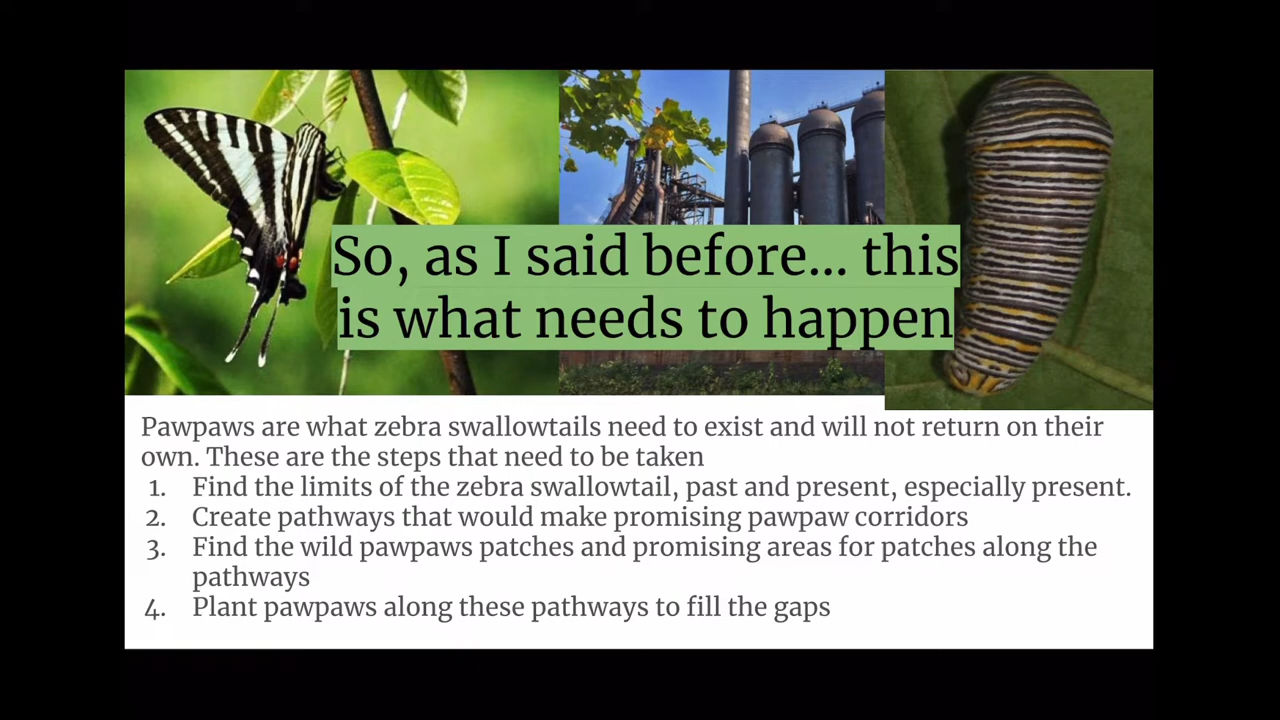 So, as I said before... this
is what needs to happen
Pawpaws are what zebra swallowtails need to exist and will not return on their
own. These are the steps that need to be taken
1. Find the limits of the zebra swallowtail, past and present, especially present.
2. Create pathways that would make promising pawpaw corridors
3. Find the wild pawpaws patches and promising areas for patches along the
pathways
4. Plant pawpaws along these pathways to fill the gaps